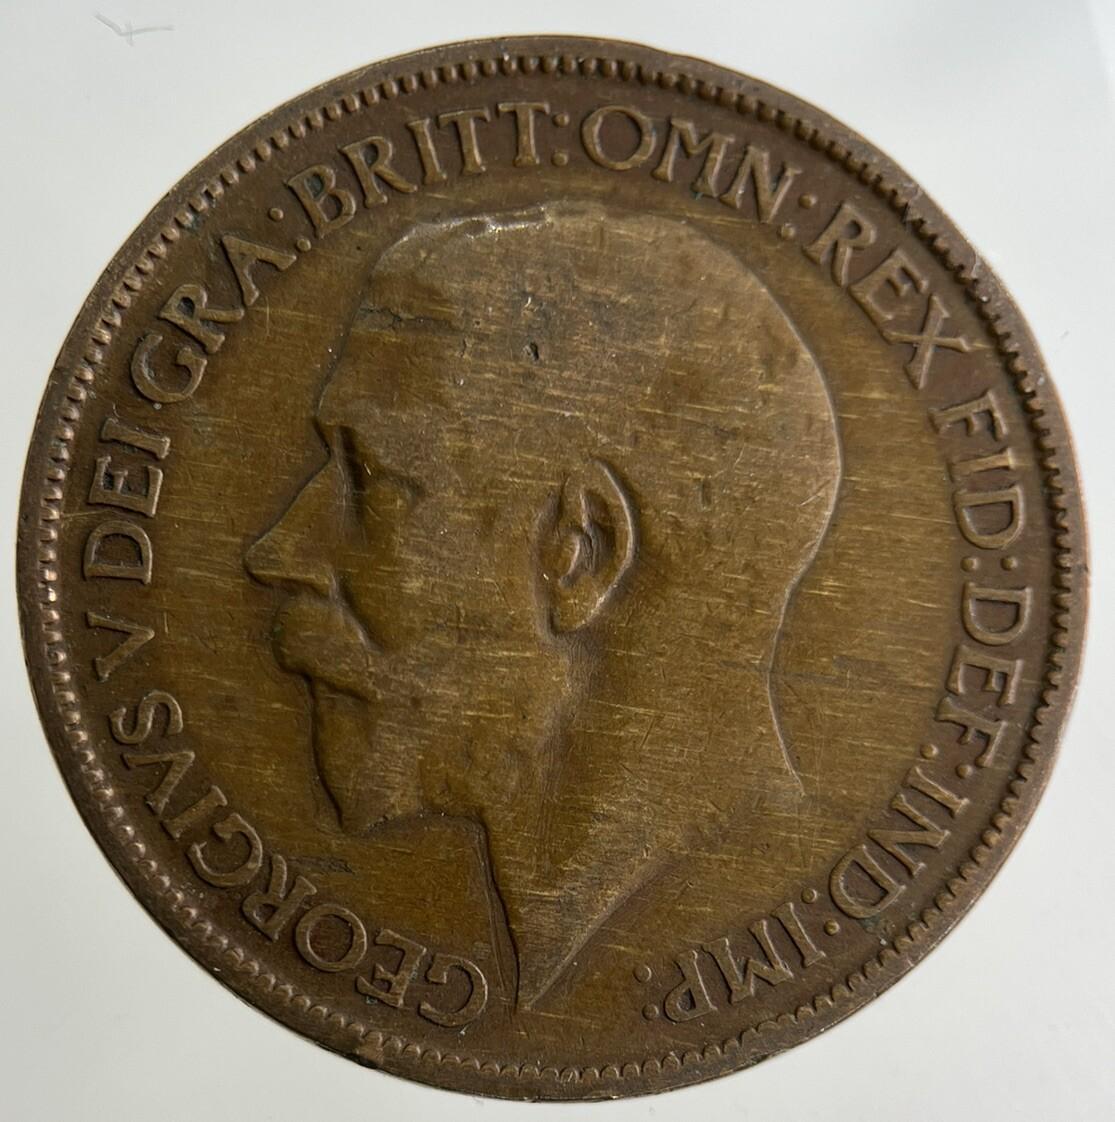 GEORGIVS V DEI GRA: BRITT: OMN: REX FID: DEF: IND: IMP: